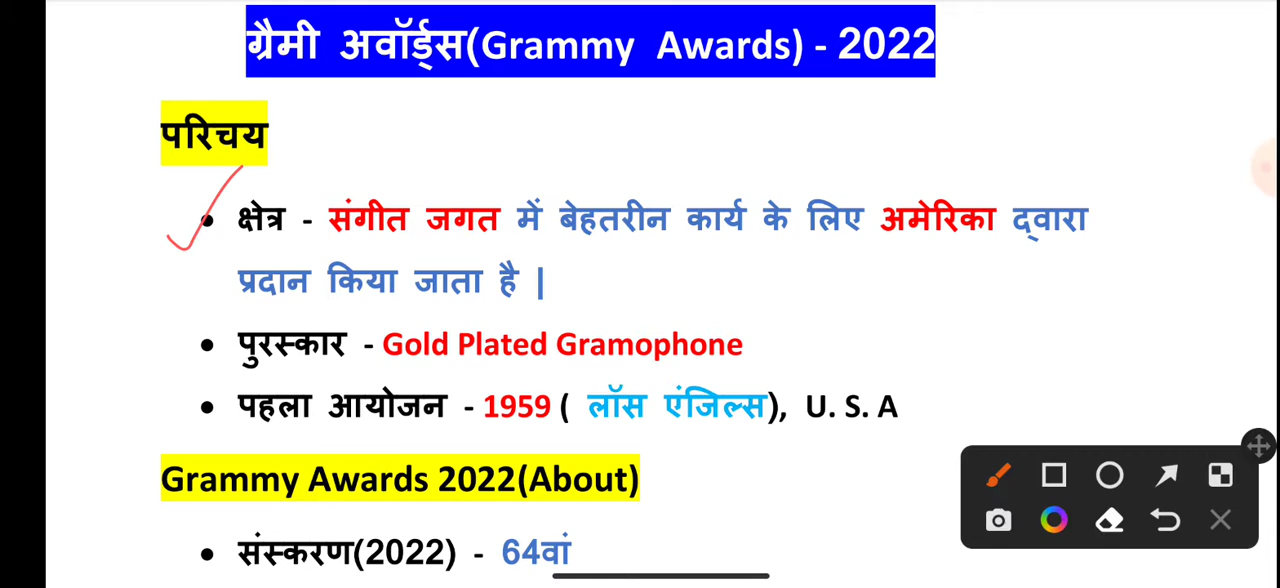 ग्रैमी अवॉर्ड्स(Grammy Awards) - 2022
परिचय
• क्षेत्र - संगीत जगत में बेहतरीन कार्य के लिए अमेरिका द्वारा
प्रदान किया जाता है |
• पुरस्कार - Gold Plated Gramophone
• पहला आयोजन - 1959 ( लॉस एंजिल्स), U. S. A
Grammy Awards 2022(About)
• संस्करण(2022) - 64वां